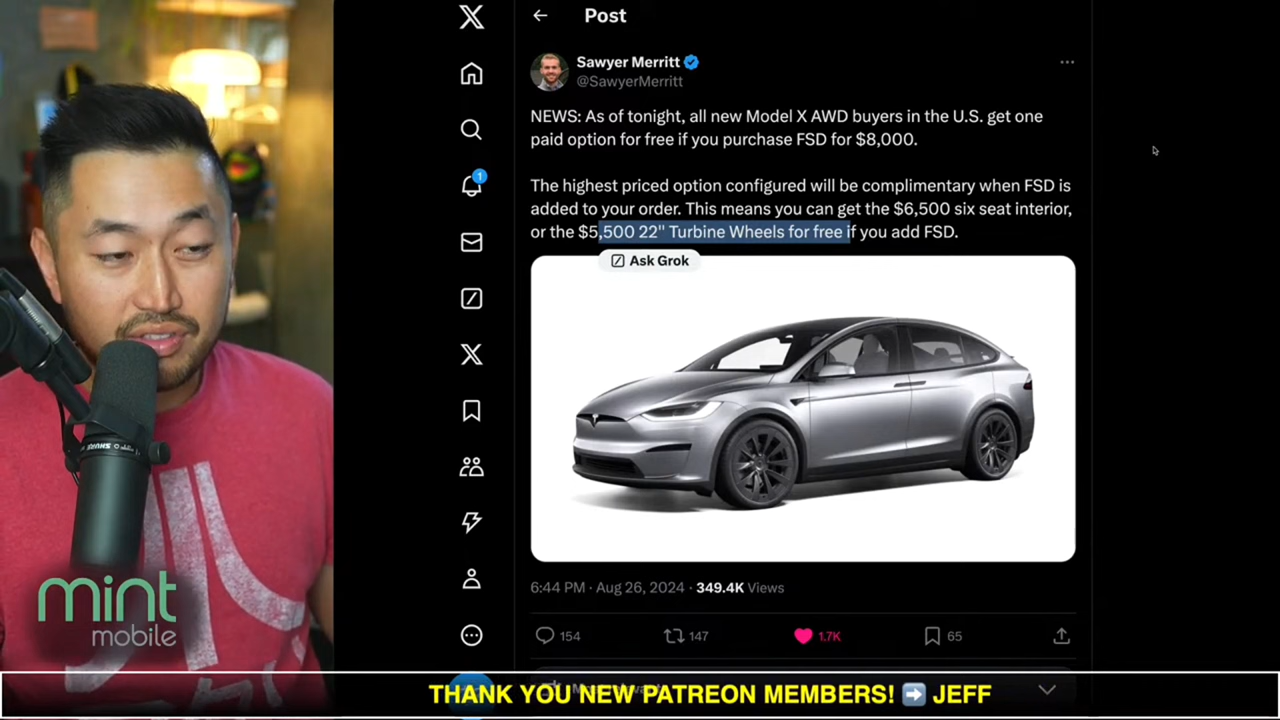 Post
Sawyer Merritt
@SawyerMerritt
NEWS: As of tonight, all new Model X AWD buyers in the U.S. get one
paid option for free if you purchase FSD for $8,000.
The highest priced option configured will be complimentary when FSD is
added to your order. This means you can get the $6,500 six seat interior,
or the $5,500 22" Turbine Wheels for free if you add FSD.
Ask Grok
1
6:44 PM · Aug 26, 2024 · 349.4K Views
154
147
1.7K
65
SHURE
mint
mobile
THANK YOU NEW PATREON MEMBERS! ➡ JEFF